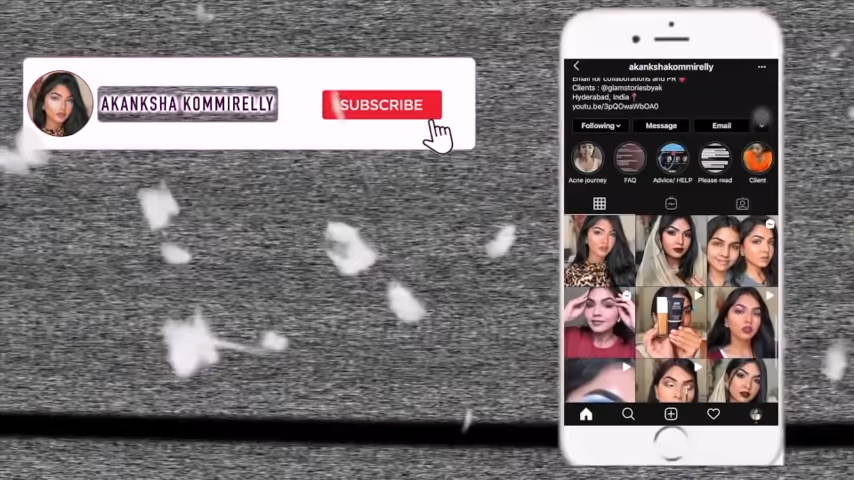 AKANKSHA KOMMIRELLY
SUBSCRIBE
akankshakommirelly
Email for collaborations and PR
Clients : @glamstoriesbyak
Hyderabad, India
youtu.be/3pQOwaWbOA0
Following
Message
Email
Acne journey
FAQ
Advice/ HELP
Please read
Client